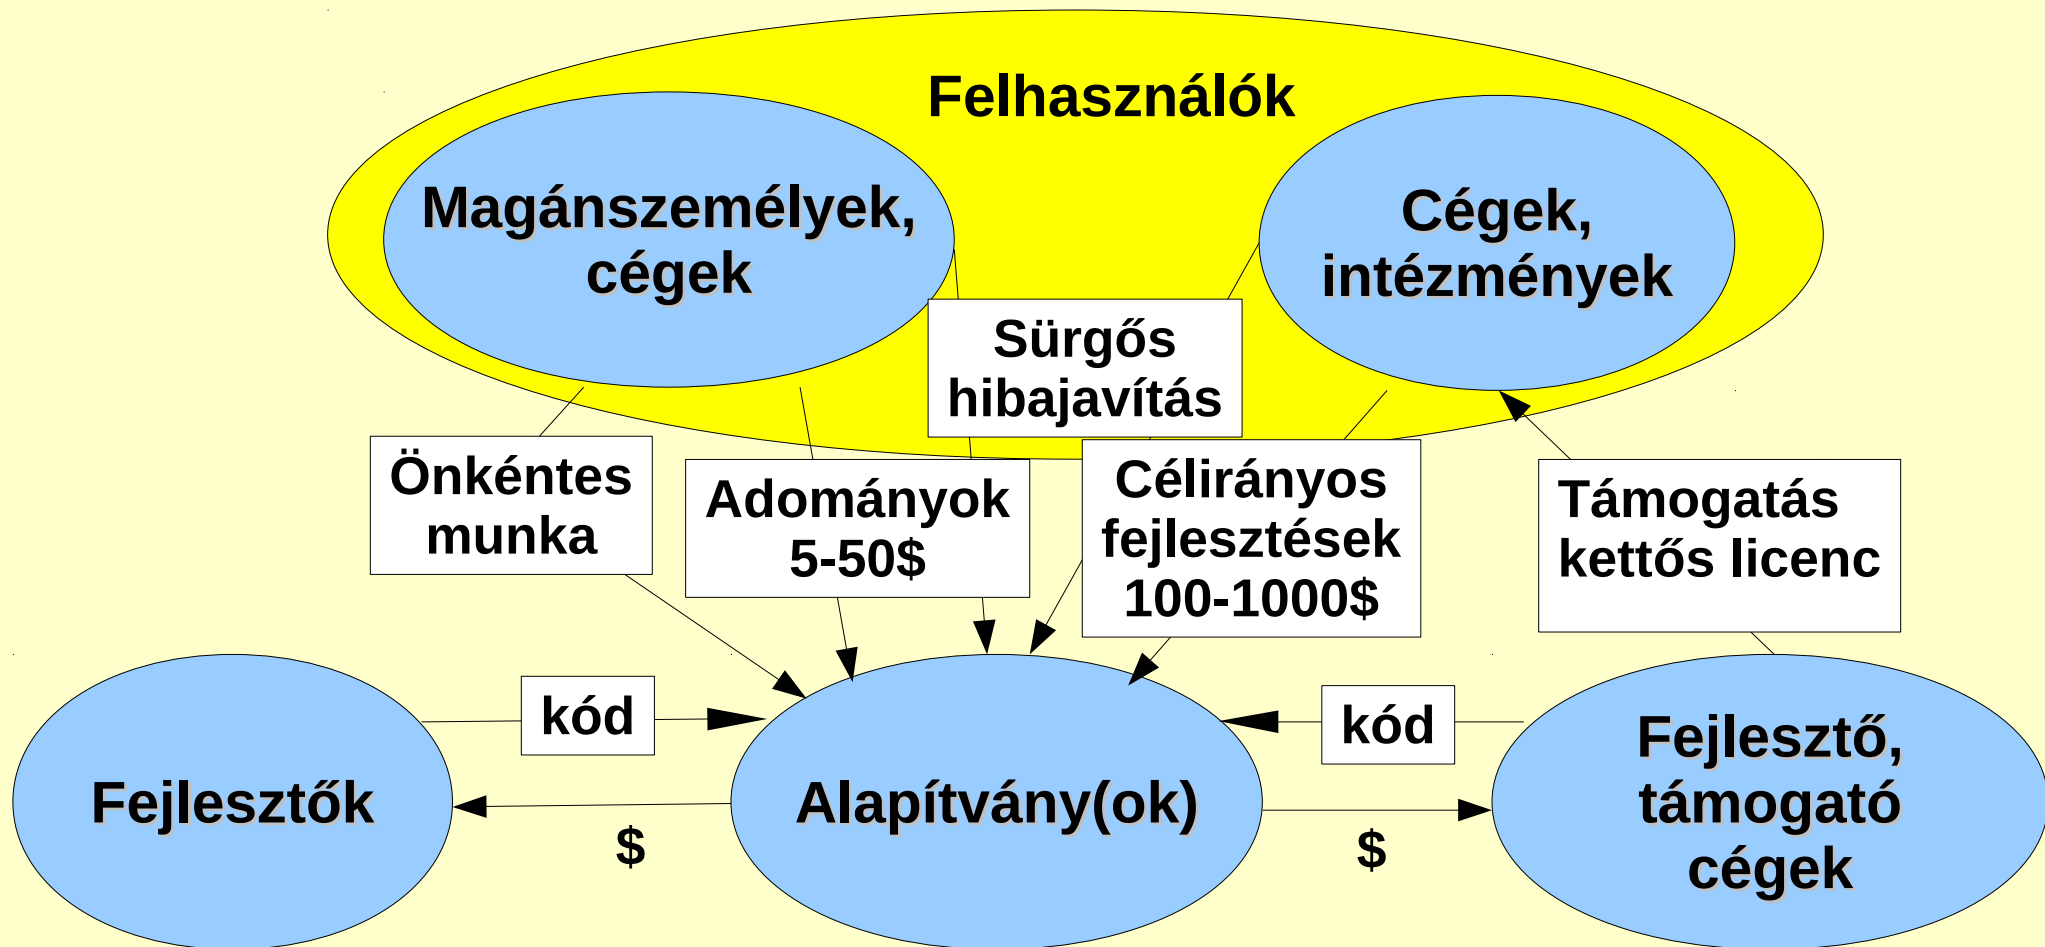 Felhasználók
Magánszemélyek,
cégek
Cégek,
intézmények
Sürgős
hibajavítás
Önkéntes
munka
Adományok
5-50$
Célirányos
fejlesztések
100-1000$
Támogatás
kettős licenc
kód
kód
Fejlesztők
Alapítvány(ok)
Fejlesztő,
támogató
cégek
$
$